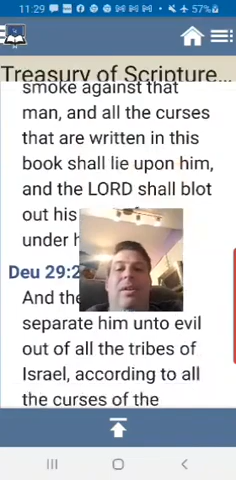 11:29
57%
Treasury of Scripture...
smoke against that
man, and all the curses
that are written in this
book shall lie upon him,
and the LORD shall blot
out his
under
Deu 29:2
And the
separate him unto evil
out of all the tribes of
Israel, according to all
the curses of the